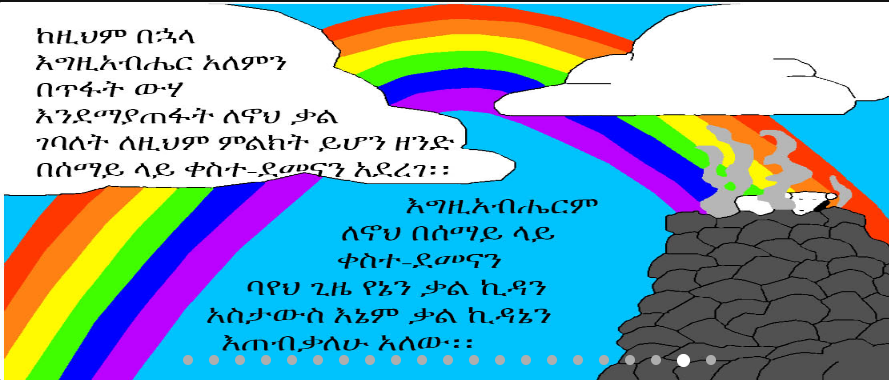 ከዚህም በኋላ
እግዚአብሔር አለምን
በጥፋት ውሃ
እንደማያጠፋት ለኖህ ቃል
ገባለት ለዚህም ምልክት ይሆን ዘንድ
በሰማይ ላይ ቀስተ-ደመናን አደረገ፡፡
እግዚአብሔርም
ለኖህ በሰማይ ላይ
ቀስተ-ደመናን
ባየህ ጊዜ የኔን ቃል ኪዳን
አስታውስ እኔም ቃል ኪዳኔን
እጠብቃለሁ አለው፡፡